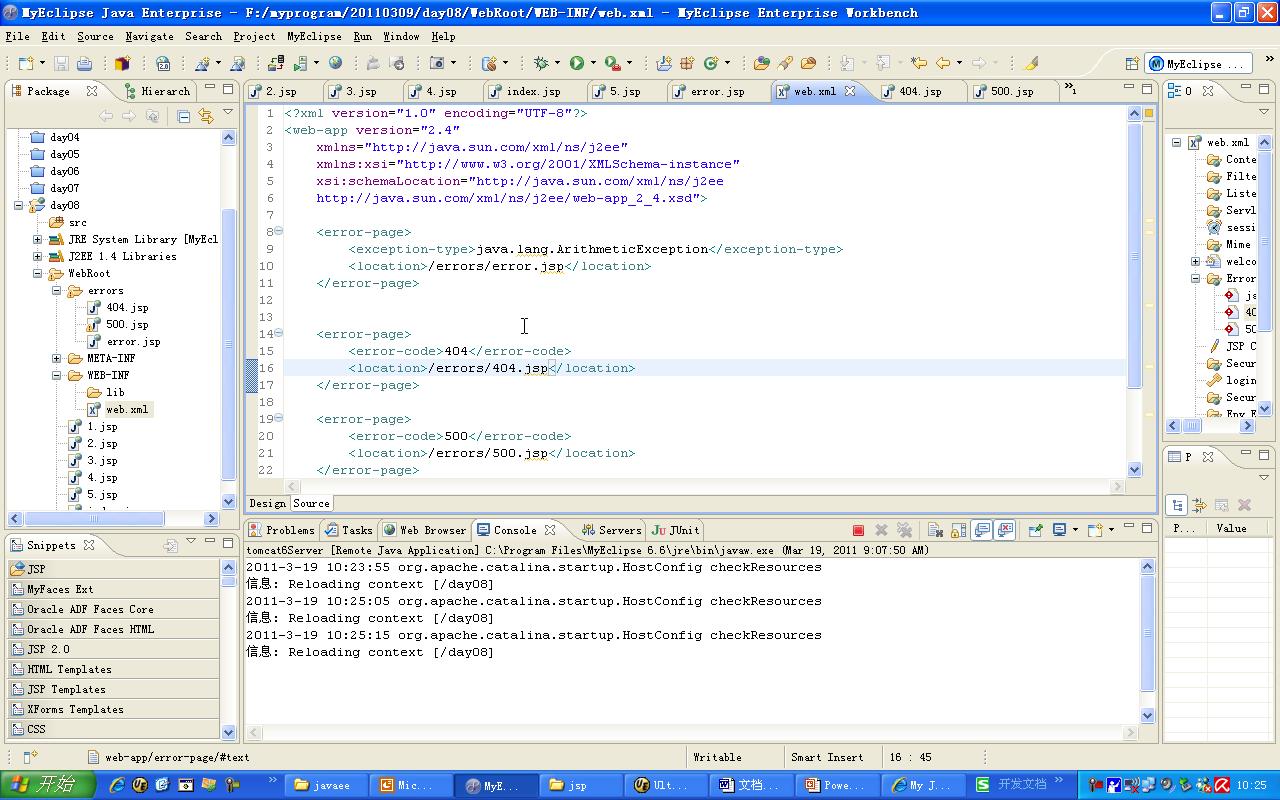 MyEclipse Java Enterprise - F:/myprogram/20110309/day08/WebRoot/WEB-INF/web.xml - MyEclipse Enterprise Workbench
File Edit Source Navigate Search Project MyEclipse Run Window Help
2.0
MyEclipse ...
Package
Hierarch
2.jsp
3.jsp
4.jsp
index.jsp
5.jsp
error.jsp
web.xml
404.jsp
500.jsp
»1
O
day04
day05
day06
day07
day08
src
JRE System Library [MyEcl
J2EE 1.4 Libraries
WebRoot
errors
404.jsp
500.jsp
error.jsp
META-INF
WEB-INF
lib
web.xml
1.jsp
2.jsp
3.jsp
4.jsp
5.jsp
1 <?xml version="1.0" encoding="UTF-8"?>
2 <web-app version="2.4"
3 xmlns="http://java.sun.com/xml/ns/j2ee"
4 xmlns:xsi="http://www.w3.org/2001/XMLSchema-instance"
5 xsi:schemaLocation="http://java.sun.com/xml/ns/j2ee
6 http://java.sun.com/xml/ns/j2ee/web-app_2_4.xsd">
7
8 <error-page>
9 <exception-type>java.lang.ArithmeticException</exception-type>
10 <location>/errors/error.jsp</location>
11 </error-page>
12
13
14 <error-page>
15 <error-code>404</error-code>
16 <location>/errors/404.jsp</location>
17 </error-page>
18
19 <error-page>
20 <error-code>500</error-code>
21 <location>/errors/500.jsp</location>
22 </error-page>
Design Source
web.xml
Conte
Filte
Liste
Servl
sessi
Mime
welco
Error
ja
40
50
JSP C
Secur
login
Secur
Env E
P
P...
Value
Snippets
JSP
MyFaces Ext
Oracle ADF Faces Core
Oracle ADF Faces HTML
JSP 2.0
HTML Templates
JSP Templates
XForms Templates
CSS
Problems
Tasks
Web Browser
Console
Servers
JUnit
tomcat6Server [Remote Java Application] C:\Program Files\MyEclipse 6.6\jre\bin\javaw.exe (Mar 19, 2011 9:07:50 AM)
2011-3-19 10:23:55 org.apache.catalina.startup.HostConfig checkResources
信息: Reloading context [/day08]
2011-3-19 10:25:05 org.apache.catalina.startup.HostConfig checkResources
信息: Reloading context [/day08]
2011-3-19 10:25:15 org.apache.catalina.startup.HostConfig checkResources
信息: Reloading context [/day08]
web-app/error-page/#text
Writable
Smart Insert
16 : 45
开始
javaee
Mic...
MyE...
jsp
Ult...
文档...
Powe...
My J...
开发文档
10:25